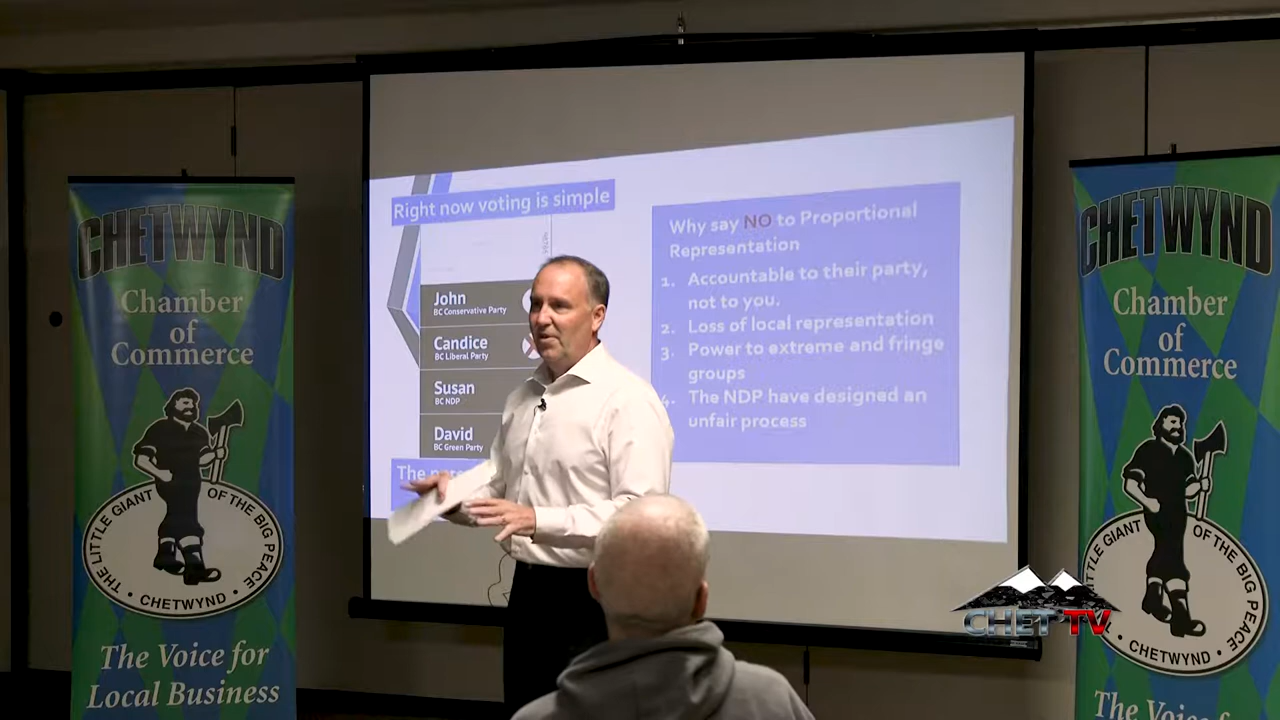 CHETWYND
Chamber
of
Commerce
THE LITTLE GIANT OF THE BIG PEACE
• CHETWYND •
The Voice for
Local Business
Right now voting is simple
John
BC Conservative Party
Candice
BC Liberal Party
Susan
BC NDP
David
BC Green Party
The
Why say NO to Proportional
Representation
1. Accountable to their party,
not to you.
2. Loss of local representation
3. Power to extreme and fringe
groups
4. The NDP have designed an
unfair process
CHETWYND
Chamber
of
Commerce
LITTLE GIANT OF THE BIG PEACE
• CHETWYND •
The Voice f
CHET TV